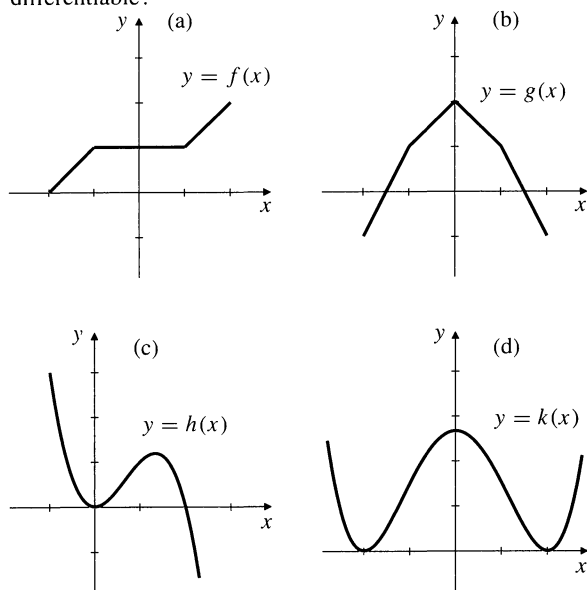 differentiable?
y (a)
y = f(x)
x
y (b)
y = g(x)
x
y (c)
y = h(x)
x
y (d)
y = k(x)
x